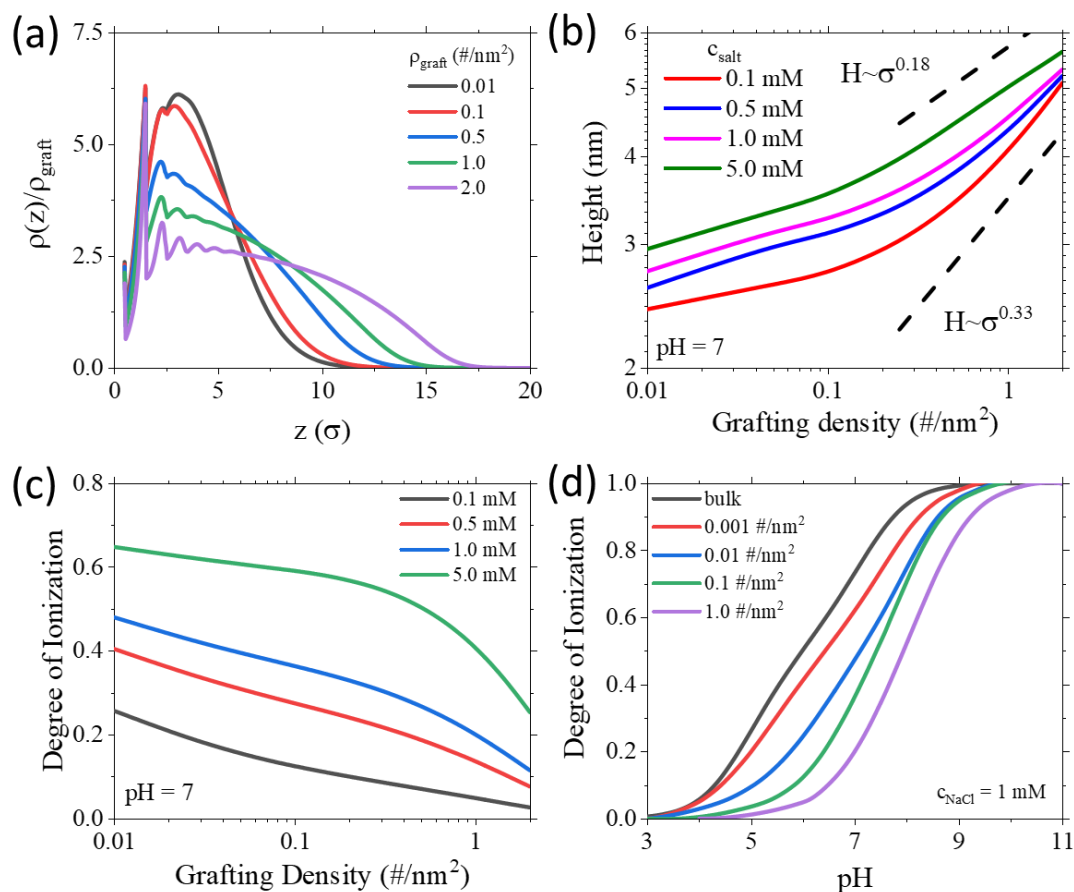 (a)
ρ(z)/ρgraft
7.5
5.0
2.5
0.0
ρgraft (#/nm²)
0.01
0.1
0.5
1.0
2.0
0 5 10 15 20
z (σ)
(b)
Height (nm)
6
5
4
3
2
csalt
0.1 mM
0.5 mM
1.0 mM
5.0 mM
H~σ^0.18
H~σ^0.33
pH = 7
0.01 0.1 1
Grafting density (#/nm²)
(c)
Degree of Ionization
0.8
0.6
0.4
0.2
0.0
0.1 mM
0.5 mM
1.0 mM
5.0 mM
pH = 7
0.01 0.1 1
Grafting Density (#/nm²)
(d)
Degree of Ionization
1.0
0.8
0.6
0.4
0.2
0.0
bulk
0.001 #/nm²
0.01 #/nm²
0.1 #/nm²
1.0 #/nm²
cNaCl = 1 mM
3 5 7 9 11
pH